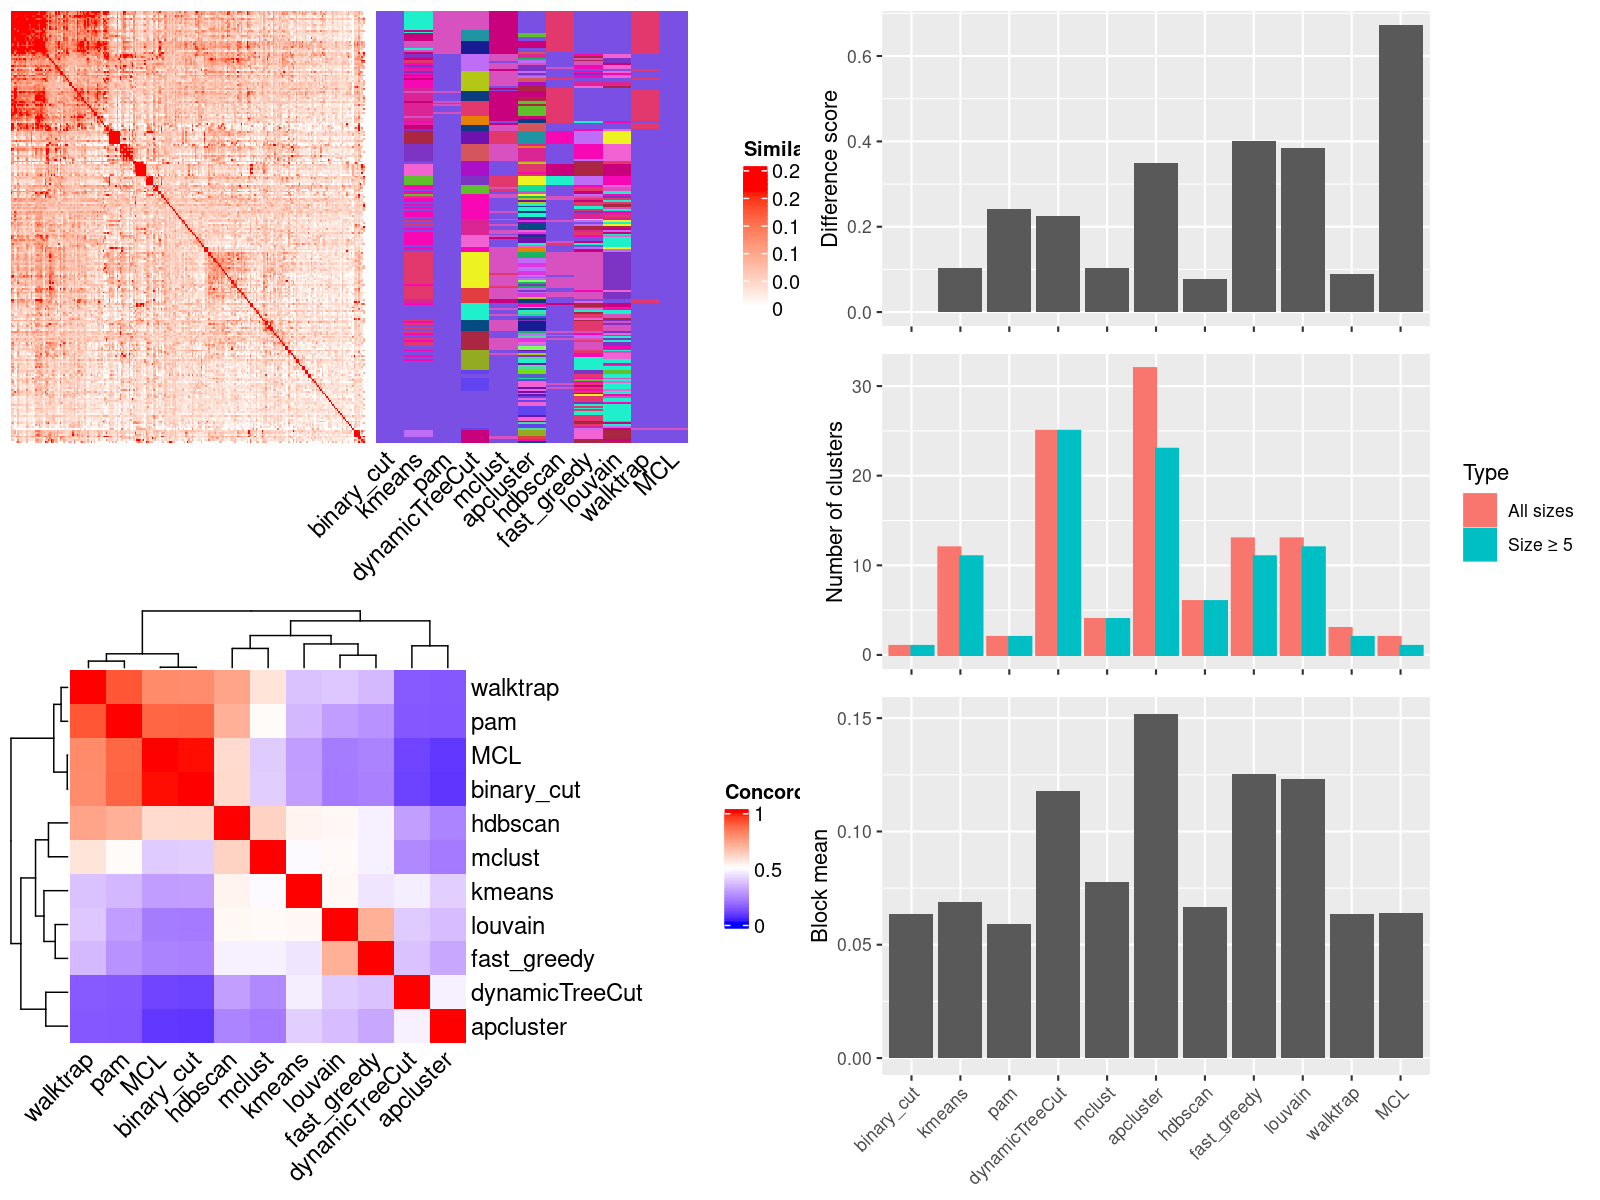 Simila
0.2
0.2
0.1
0.1
0.0
0
binary_cut
kmeans
pam
dynamicTreeCut
mclust
apcluster
hdbscan
fast_greedy
louvain
walktrap
MCL
walktrap
pam
MCL
binary_cut
hdbscan
mclust
kmeans
louvain
fast_greedy
dynamicTreeCut
apcluster
walktrap
pam
MCL
binary_cut
hdbscan
mclust
kmeans
louvain
fast_greedy
dynamicTreeCut
apcluster
Concord
1
0.5
0
Difference score
0.6
0.4
0.2
0.0
Number of clusters
30
20
10
0
Type
All sizes
Size ≥ 5
Block mean
0.15
0.10
0.05
0.00
binary_cut
kmeans
pam
dynamicTreeCut
mclust
apcluster
hdbscan
fast_greedy
louvain
walktrap
MCL